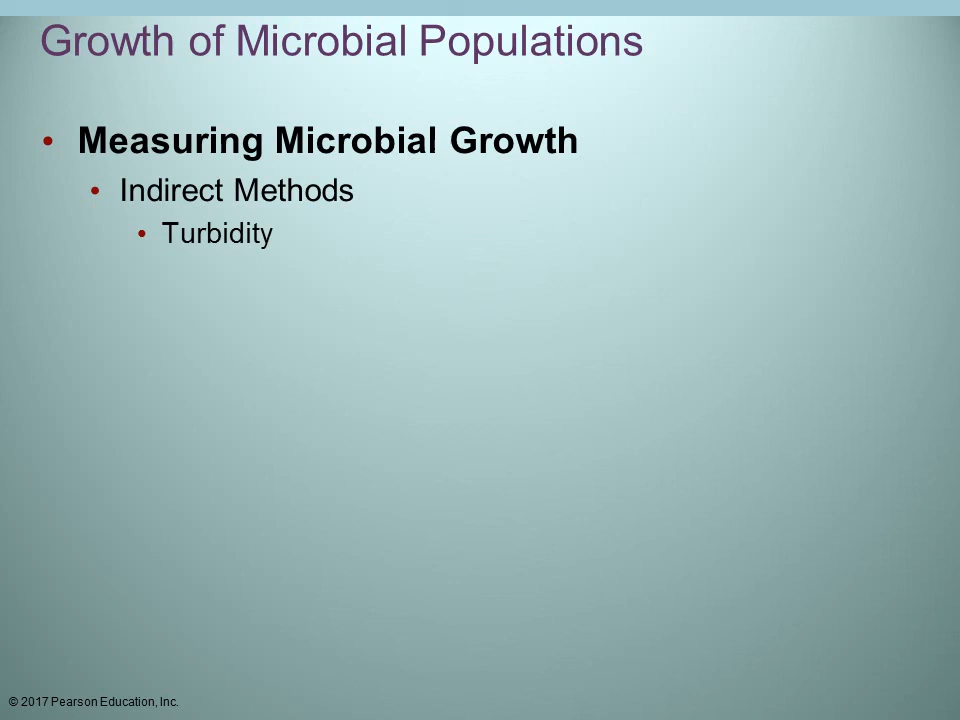 Growth of Microbial Populations
• Measuring Microbial Growth
• Indirect Methods
• Turbidity
© 2017 Pearson Education, Inc.